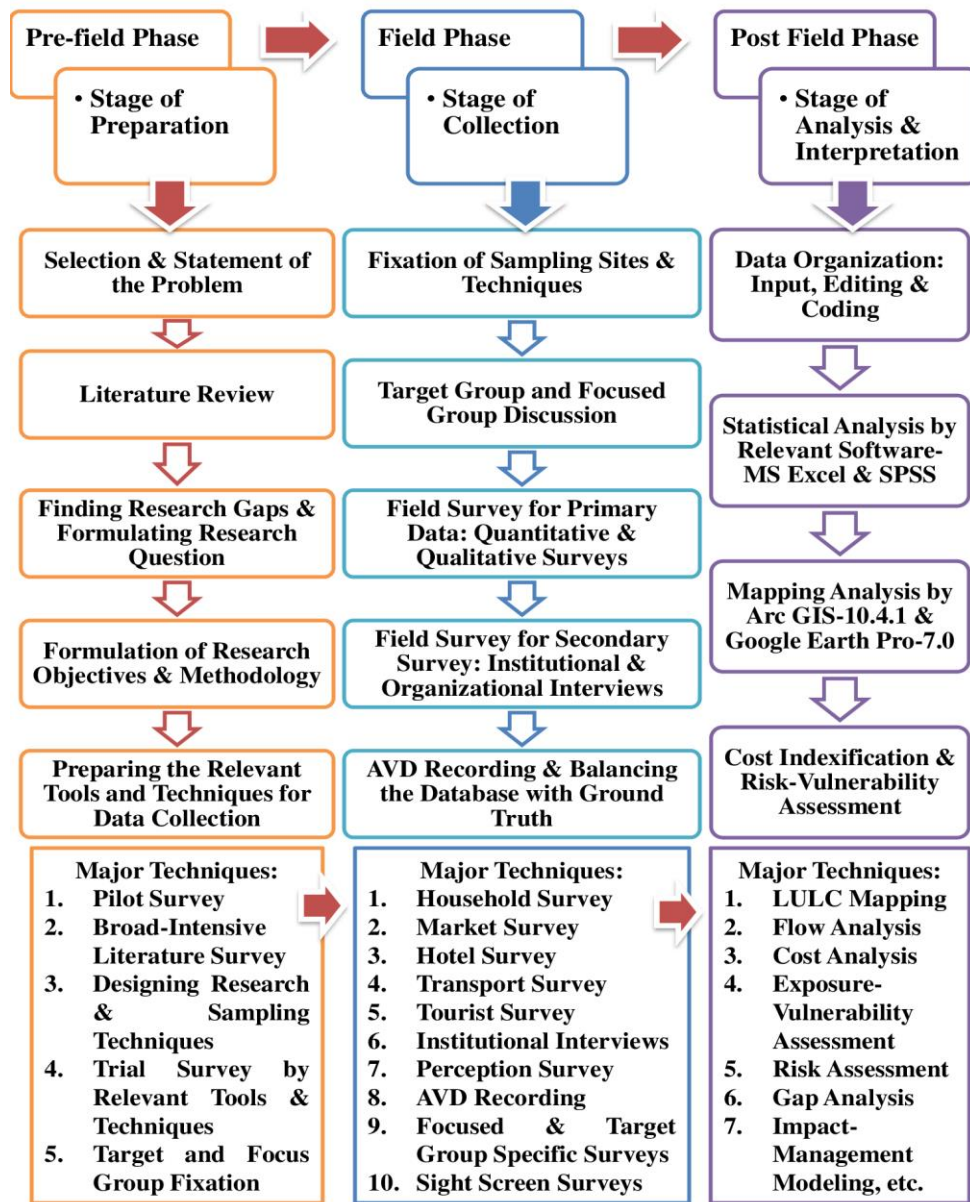 Pre-field Phase
• Stage of
Preparation
Selection & Statement of
the Problem
Literature Review
Finding Research Gaps &
Formulating Research
Question
Formulation of Research
Objectives & Methodology
Preparing the Relevant
Tools and Techniques for
Data Collection
Major Techniques:
1. Pilot Survey
2. Broad-Intensive
Literature Survey
3. Designing Research
& Sampling
Techniques
4. Trial Survey by
Relevant Tools &
Techniques
5. Target and Focus
Group Fixation
Field Phase
• Stage of
Collection
Fixation of Sampling Sites &
Techniques
Target Group and Focused
Group Discussion
Field Survey for Primary
Data: Quantitative &
Qualitative Surveys
Field Survey for Secondary
Survey: Institutional &
Organizational Interviews
AVD Recording & Balancing
the Database with Ground
Truth
Major Techniques:
1. Household Survey
2. Market Survey
3. Hotel Survey
4. Transport Survey
5. Tourist Survey
6. Institutional Interviews
7. Perception Survey
8. AVD Recording
9. Focused & Target
Group Specific Surveys
10. Sight Screen Surveys
Post Field Phase
• Stage of
Analysis &
Interpretation
Data Organization:
Input, Editing &
Coding
Statistical Analysis by
Relevant Software-
MS Excel & SPSS
Mapping Analysis by
Arc GIS-10.4.1 &
Google Earth Pro-7.0
Cost Indexification &
Risk-Vulnerability
Assessment
Major Techniques:
1. LULC Mapping
2. Flow Analysis
3. Cost Analysis
4. Exposure-
Vulnerability
Assessment
5. Risk Assessment
6. Gap Analysis
7. Impact-
Management
Modeling, etc.